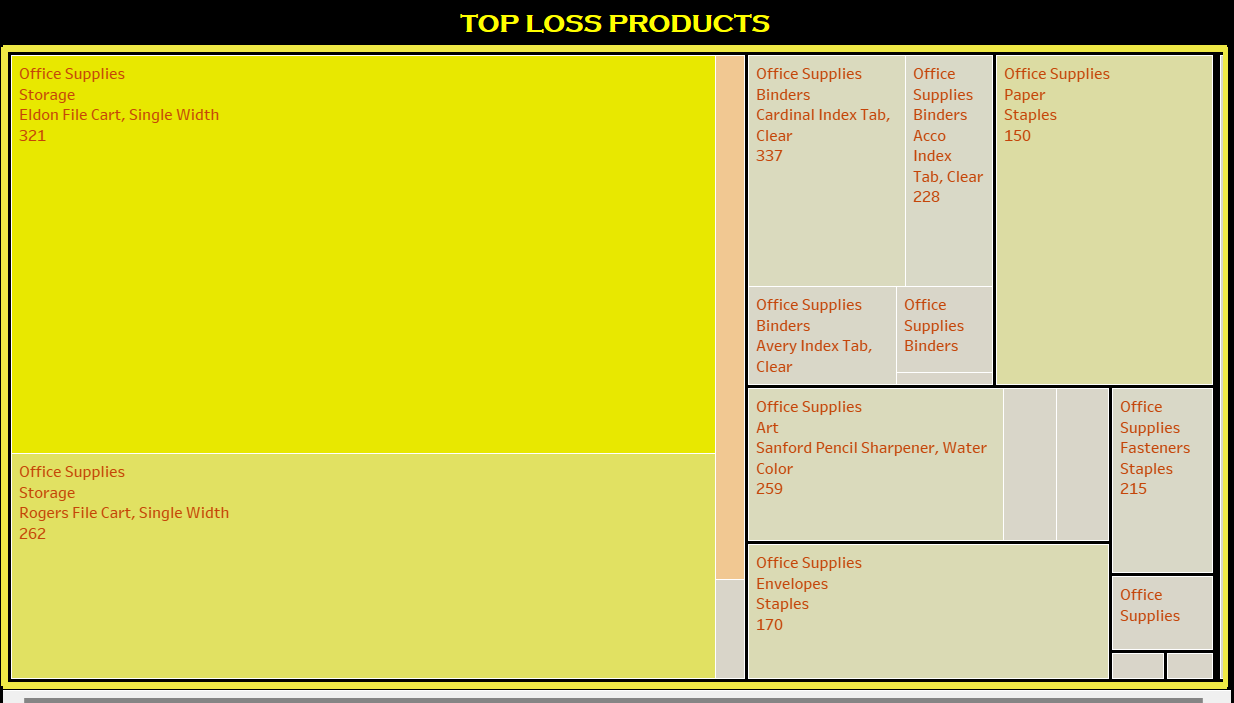 TOP LOSS PRODUCTS
Office Supplies
Storage
Eldon File Cart, Single Width
321
Office Supplies
Storage
Rogers File Cart, Single Width
262
Office Supplies
Binders
Cardinal Index Tab,
Clear
337
Office
Supplies
Binders
Acco
Index
Tab, Clear
228
Office Supplies
Paper
Staples
150
Office Supplies
Binders
Avery Index Tab,
Clear
Office
Supplies
Binders
Office Supplies
Art
Sanford Pencil Sharpener, Water
Color
259
Office
Supplies
Fasteners
Staples
215
Office Supplies
Envelopes
Staples
170
Office
Supplies